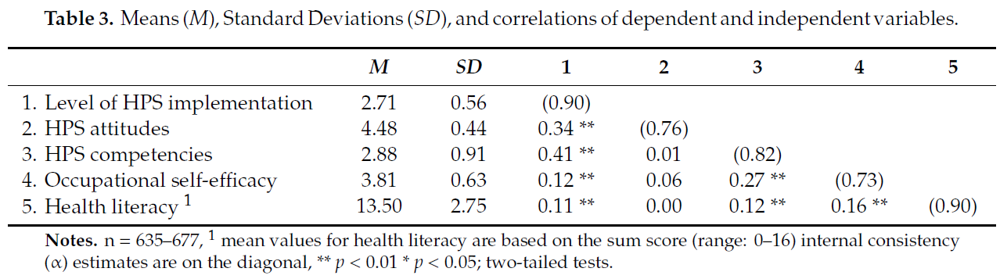 Table 3. Means (M), Standard Deviations (SD), and correlations of dependent and independent variables.
M SD 1 2 3 4 5
1. Level of HPS implementation 2.71 0.56 (0.90)
2. HPS attitudes 4.48 0.44 0.34 ** (0.76)
3. HPS competencies 2.88 0.91 0.41 ** 0.01 (0.82)
4. Occupational self-efficacy 3.81 0.63 0.12 ** 0.06 0.27 ** (0.73)
5. Health literacy 1 13.50 2.75 0.11 ** 0.00 0.12 ** 0.16 ** (0.90)
Notes. n = 635–677, 1 mean values for health literacy are based on the sum score (range: 0–16) internal consistency
(α) estimates are on the diagonal, ** p < 0.01 * p < 0.05; two-tailed tests.